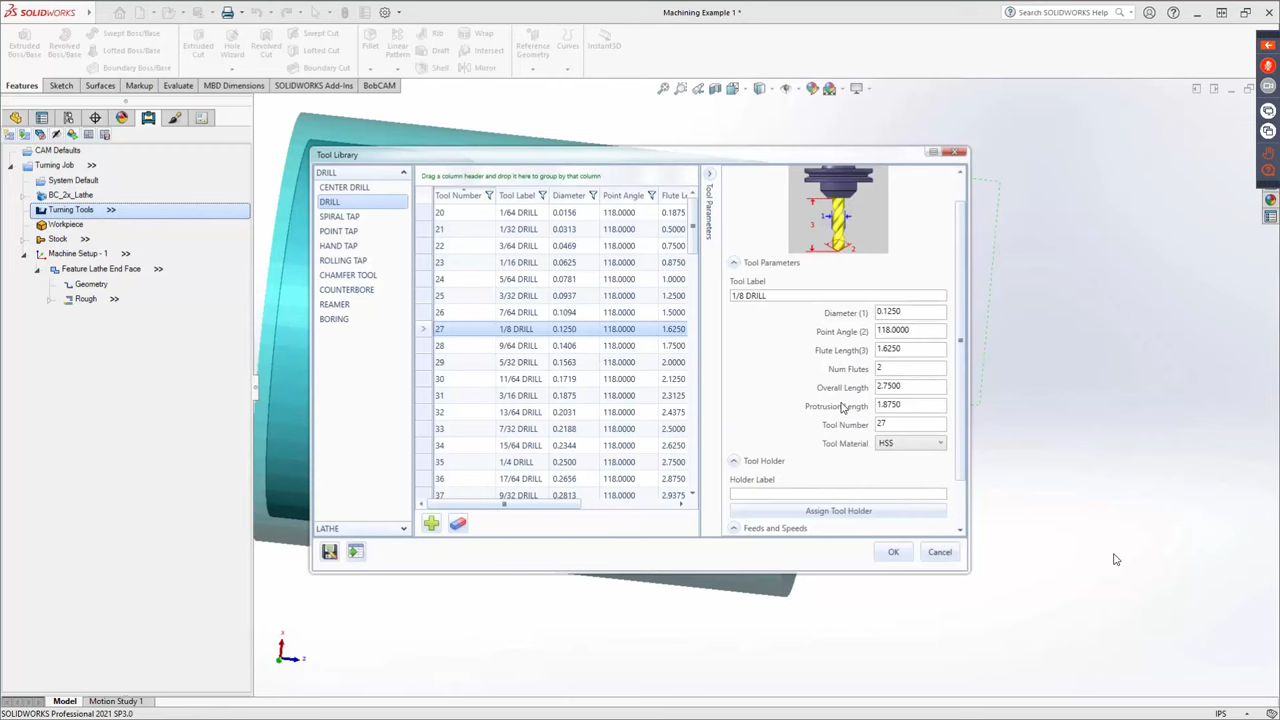 SOLIDWORKS
Machining Example 1 *
Search SOLIDWORKS Help
Extruded Boss/Base
Revolved Boss/Base
Swept Boss/Base
Lofted Boss/Base
Boundary Boss/Base
Extruded Cut
Hole Wizard
Revolved Cut
Swept Cut
Lofted Cut
Boundary Cut
Fillet
Linear Pattern
Rib
Draft
Shell
Wrap
Intersect
Mirror
Reference Geometry
Curves
Instant3D
Features Sketch Surfaces Markup Evaluate MBD Dimensions SOLIDWORKS Add-Ins BobCAM
CAM Defaults
Turning Job >>
System Default
BC_2x_Lathe
Turning Tools >>
Workpiece
Stock >>
Machine Setup - 1 >>
Feature Lathe End Face >>
Geometry
Rough >>
Tool Library
DRILL
CENTER DRILL
DRILL
SPIRAL TAP
POINT TAP
HAND TAP
ROLLING TAP
CHAMFER TOOL
COUNTERBORE
REAMER
BORING
LATHE
Drag a column header and drop it here to group by that column
Tool Number Tool Label Diameter Point Angle Flute Le
20 1/64 DRILL 0.0156 118.0000 0.1875
21 1/32 DRILL 0.0313 118.0000 0.5000
22 3/64 DRILL 0.0469 118.0000 0.7500
23 1/16 DRILL 0.0625 118.0000 0.8750
24 5/64 DRILL 0.0781 118.0000 1.0000
25 3/32 DRILL 0.0937 118.0000 1.2500
26 7/64 DRILL 0.1094 118.0000 1.5000
27 1/8 DRILL 0.1250 118.0000 1.6250
28 9/64 DRILL 0.1406 118.0000 1.7500
29 5/32 DRILL 0.1563 118.0000 2.0000
30 11/64 DRILL 0.1719 118.0000 2.1250
31 3/16 DRILL 0.1875 118.0000 2.3125
32 13/64 DRILL 0.2031 118.0000 2.4375
33 7/32 DRILL 0.2188 118.0000 2.5000
34 15/64 DRILL 0.2344 118.0000 2.6250
35 1/4 DRILL 0.2500 118.0000 2.7500
36 17/64 DRILL 0.2656 118.0000 2.8750
37 9/32 DRILL 0.2813 118.0000 2.9375
Tool Parameters
1
3
2
Tool Parameters
Tool Label
1/8 DRILL
Diameter (1) 0.1250
Point Angle (2) 118.0000
Flute Length(3) 1.6250
Num Flutes 2
Overall Length 2.7500
Protrusion Length 1.8750
Tool Number 27
Tool Material HSS
Tool Holder
Holder Label
Assign Tool Holder
Feeds and Speeds
OK Cancel
X
Z
Model Motion Study 1
SOLIDWORKS Professional 2021 SP3.0
IPS